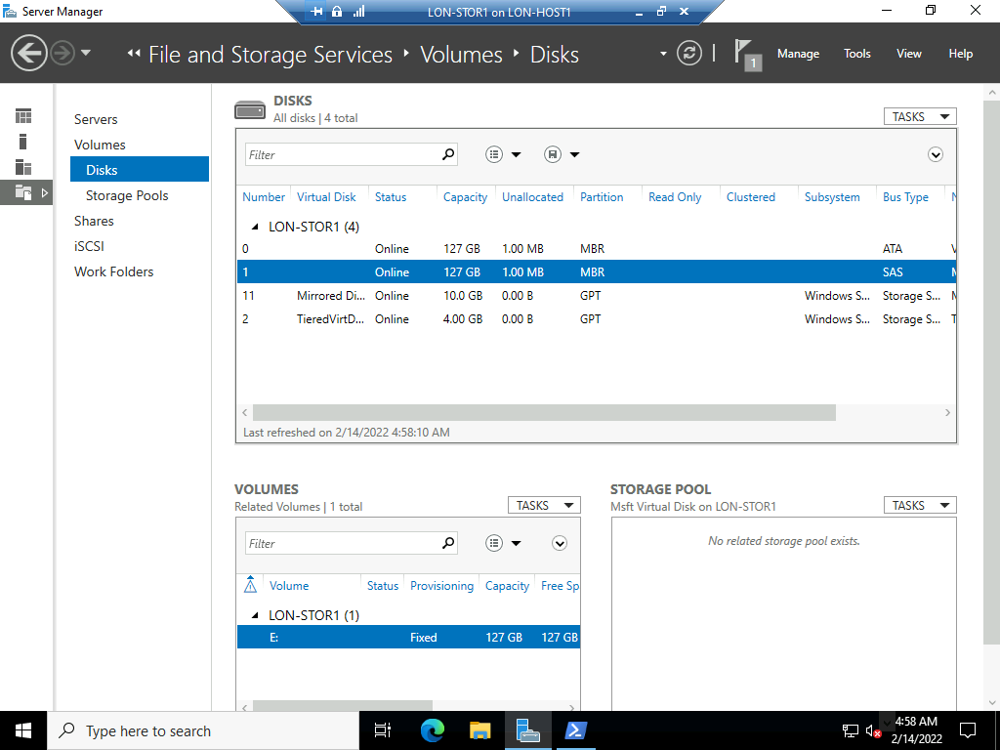 Server Manager
LON-STOR1 on LON-HOST1
File and Storage Services
Volumes
Disks
1
Manage
Tools
View
Help
Servers
Volumes
Disks
Storage Pools
Shares
iSCSI
Work Folders
DISKS
All disks | 4 total
TASKS
Filter
Number Virtual Disk Status Capacity Unallocated Partition Read Only Clustered Subsystem Bus Type
LON-STOR1 (4)
0 Online 127 GB 1.00 MB MBR ATA
1 Online 127 GB 1.00 MB MBR SAS
11 Mirrored Di... Online 10.0 GB 0.00 B GPT Windows S... Storage S...
2 TieredVirtD... Online 4.00 GB 0.00 B GPT Windows S... Storage S...
Last refreshed on 2/14/2022 4:58:10 AM
VOLUMES
Related Volumes | 1 total
TASKS
Filter
Volume Status Provisioning Capacity Free Sp
LON-STOR1 (1)
E: Fixed 127 GB 127 GB
STORAGE POOL
Msft Virtual Disk on LON-STOR1
TASKS
No related storage pool exists.
Type here to search
4:58 AM
2/14/2022